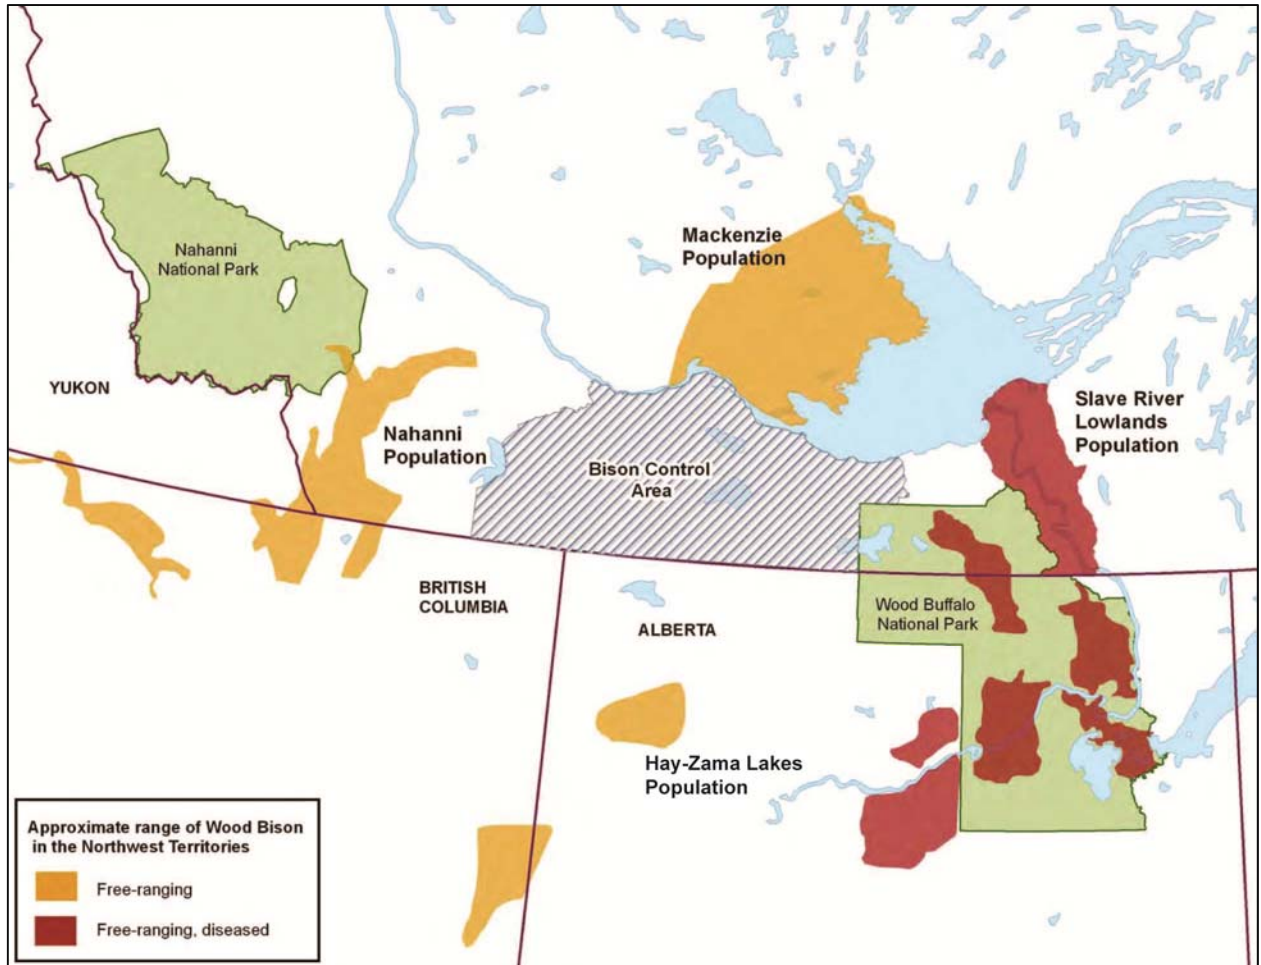 Nahanni
National Park
Mackenzie
Population
YUKON
Nahanni
Population
Slave River
Lowlands
Population
Bison Control
Area
BRITISH
COLUMBIA
ALBERTA
Wood Buffalo
National Park
Hay-Zama Lakes
Population
Approximate range of Wood Bison
in the Northwest Territories
Free-ranging
Free-ranging, diseased